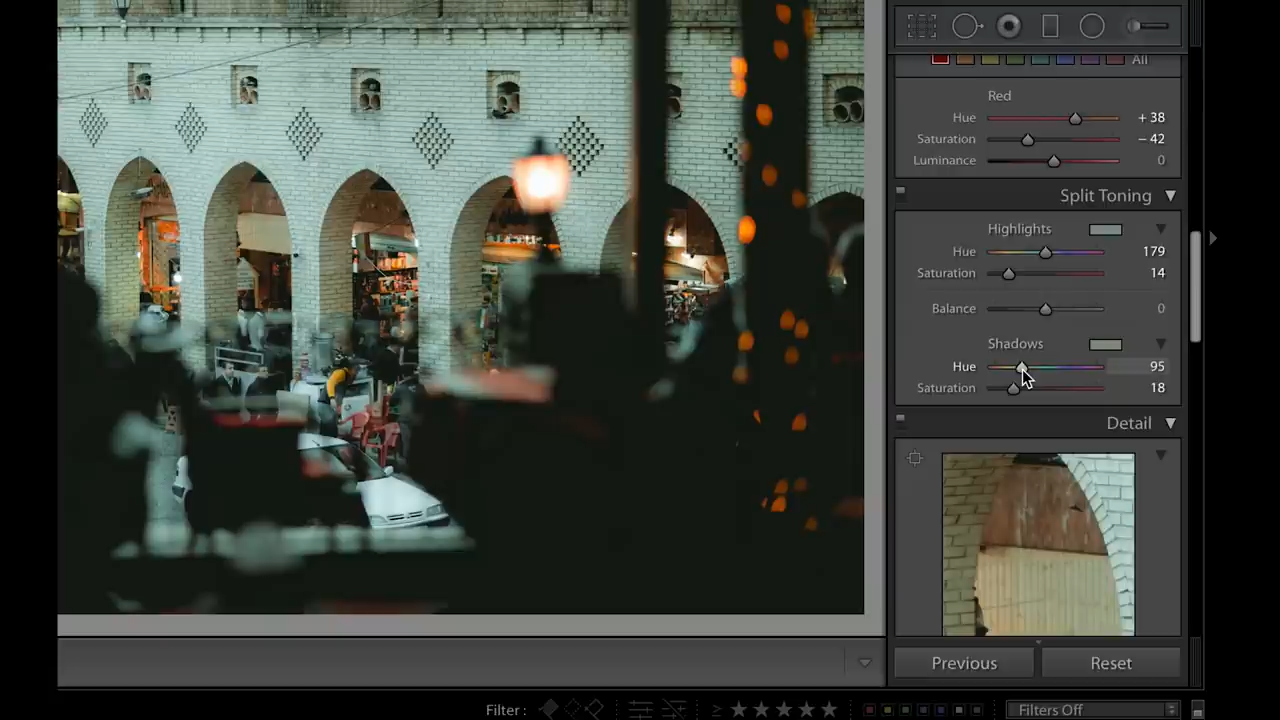 All
Red
Hue + 38
Saturation – 42
Luminance 0
Split Toning
Highlights
Hue 179
Saturation 14
Balance 0
Shadows
Hue 95
Saturation 18
Detail
Previous Reset
Filter : Filters Off